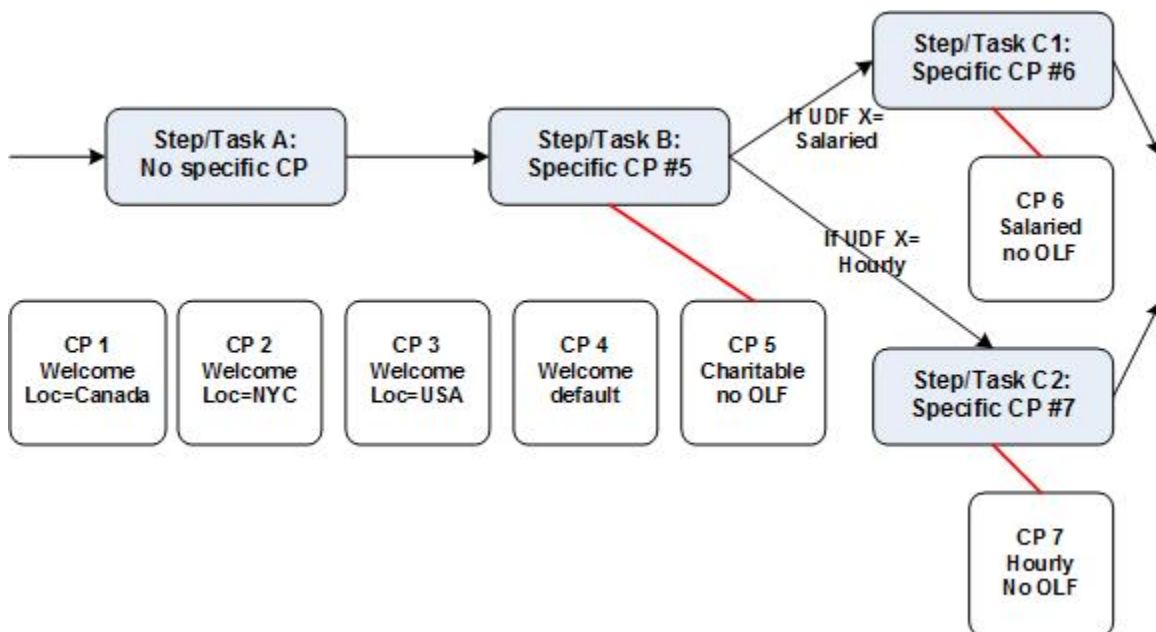 Step/Task C1:
Specific CP #6
If UDF X=
Salaried
Step/Task A:
No specific CP
Step/Task B:
Specific CP #5
CP 6
Salaried
no OLF
If UDF X=
Hourly
CP 1
Welcome
Loc=Canada
CP 2
Welcome
Loc=NYC
CP 3
Welcome
Loc=USA
CP 4
Welcome
default
CP 5
Charitable
no OLF
Step/Task C2:
Specific CP #7
CP 7
Hourly
No OLF